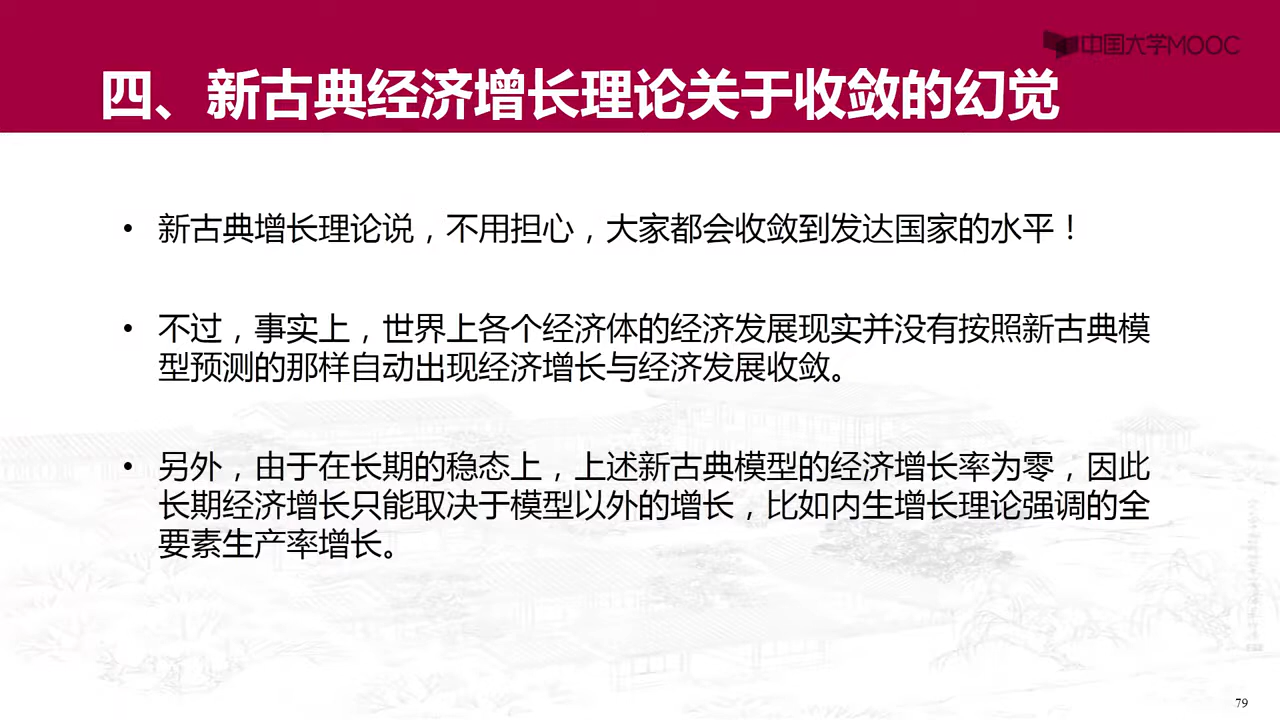 中国大学MOOC
四、新古典经济增长理论关于收敛的幻觉
• 新古典增长理论说，不用担心，大家都会收敛到发达国家的水平！
• 不过，事实上，世界上各个经济体的经济发展现实并没有按照新古典模
型预测的那样自动出现经济增长与经济发展收敛。
• 另外，由于在长期的稳态上，上述新古典模型的经济增长率为零，因此
长期经济增长只能取决于模型以外的增长，比如内生增长理论强调的全
要素生产率增长。
79